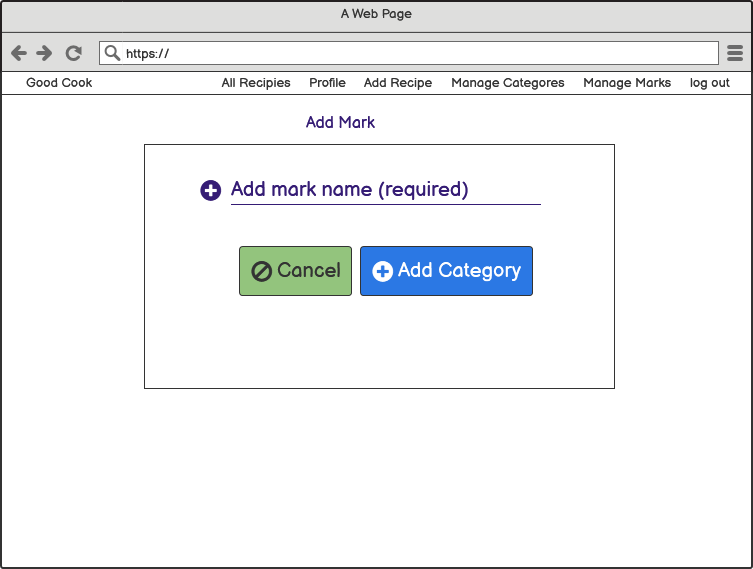 A Web Page
https://
Good Cook All Recipies Profile Add Recipe Manage Categores Manage Marks log out
Add Mark
Add mark name (required)
Cancel Add Category